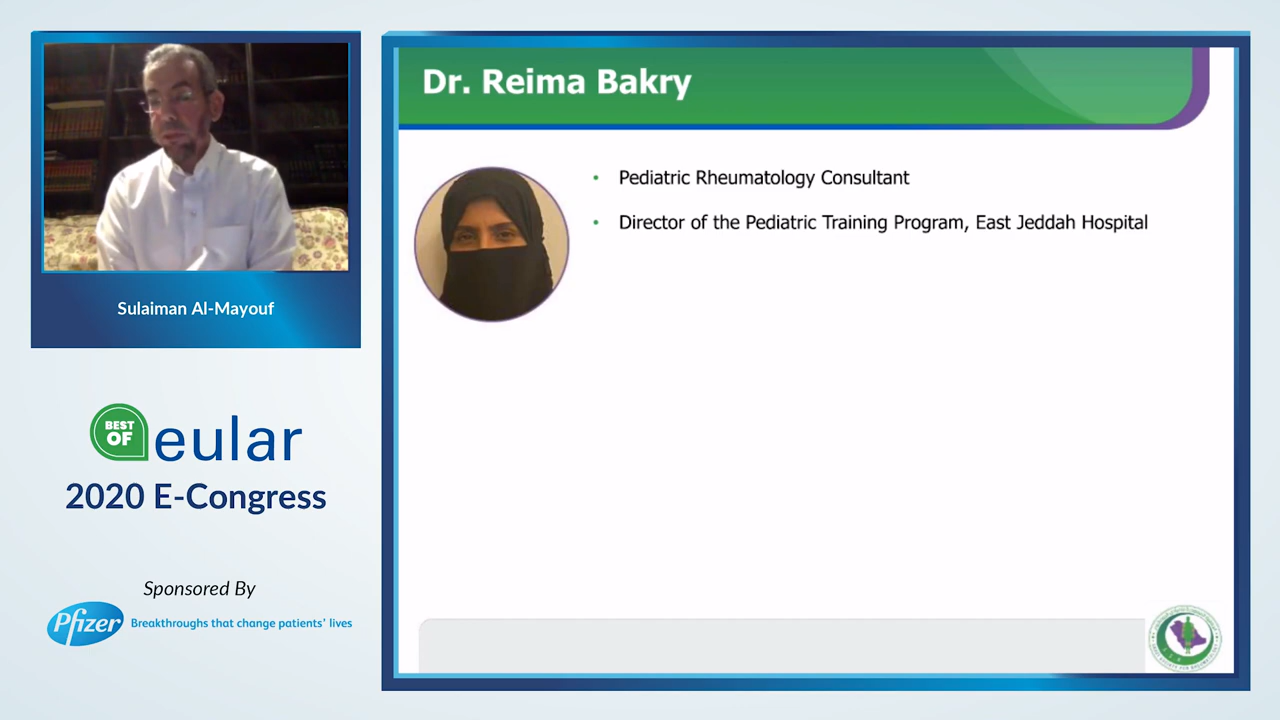 Sulaiman Al-Mayouf
BEST
OF
eular
2020 E-Congress
Sponsored By
Pfizer
Breakthroughs that change patients' lives
Dr. Reima Bakry
• Pediatric Rheumatology Consultant
• Director of the Pediatric Training Program, East Jeddah Hospital